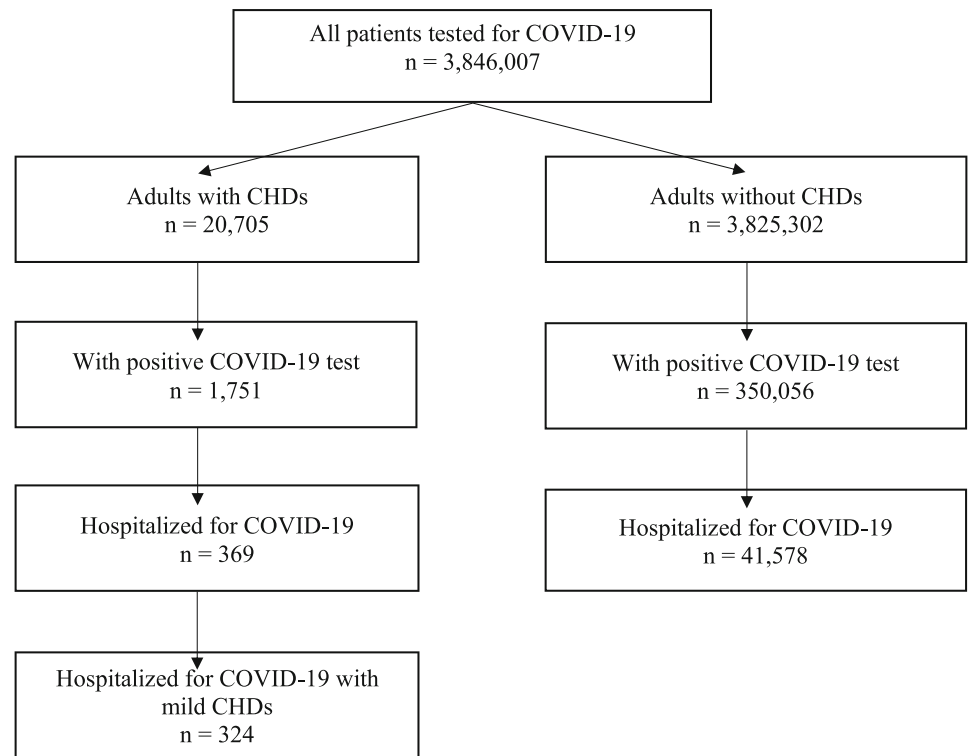 All patients tested for COVID-19
n = 3,846,007
Adults with CHDs
n = 20,705
Adults without CHDs
n = 3,825,302
With positive COVID-19 test
n = 1,751
With positive COVID-19 test
n = 350,056
Hospitalized for COVID-19
n = 369
Hospitalized for COVID-19
n = 41,578
Hospitalized for COVID-19 with
mild CHDs
n = 324